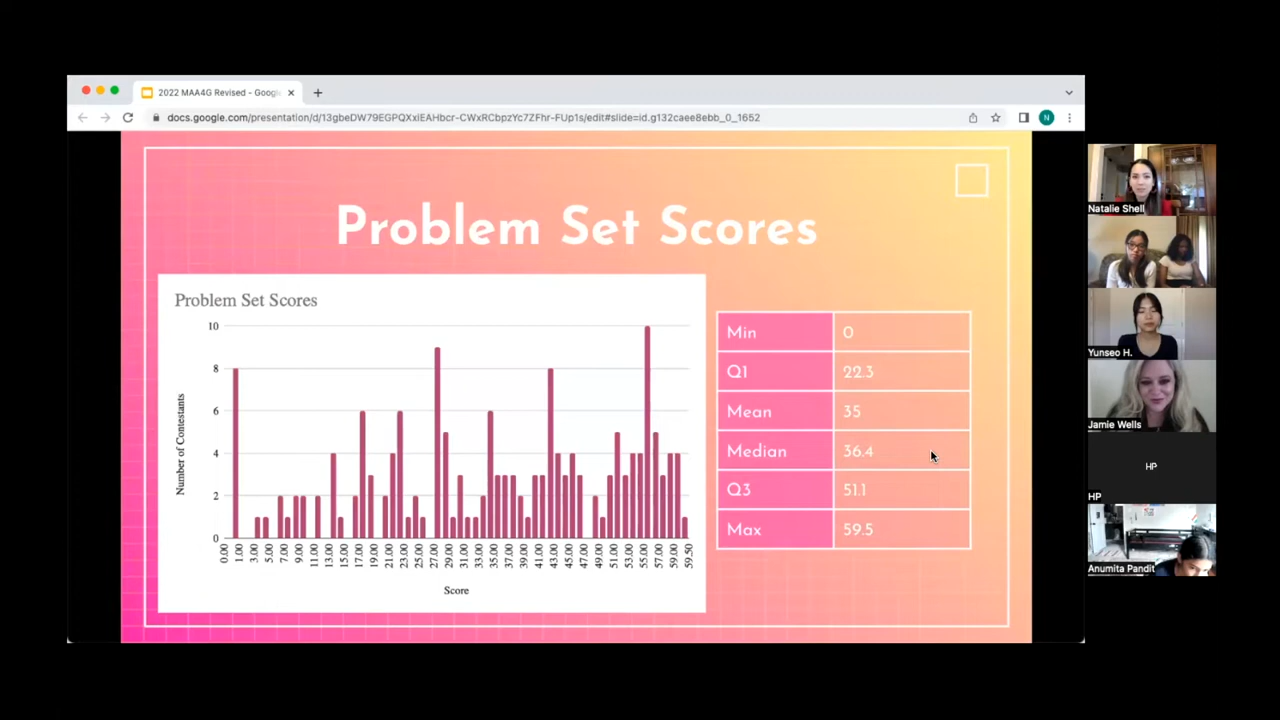 2022 MAA4G Revised - Google
docs.google.com/presentation/d/13gbeDW79EGPQXxiEAHbcr-CWxRCbpzYc7ZFhr-FUp1s/edit#slide=id.g132caee8ebb_0_1652
N
Problem Set Scores
Problem Set Scores
Number of Contestants
10
8
6
4
2
0
0.00 1.00 3.00 5.00 7.00 9.00 11.00 13.00 15.00 17.00 19.00 21.00 23.00 25.00 27.00 29.00 31.00 33.00 35.00 37.00 39.00 41.00 43.00 45.00 47.00 49.00 51.00 53.00 55.00 57.00 59.00 59.50
Score
Min 0
Q1 22.3
Mean 35
Median 36.4
Q3 51.1
Max 59.5
Natalie Shell
Yunseo H.
Jamie Wells
HP
HP
Anumita Pandit